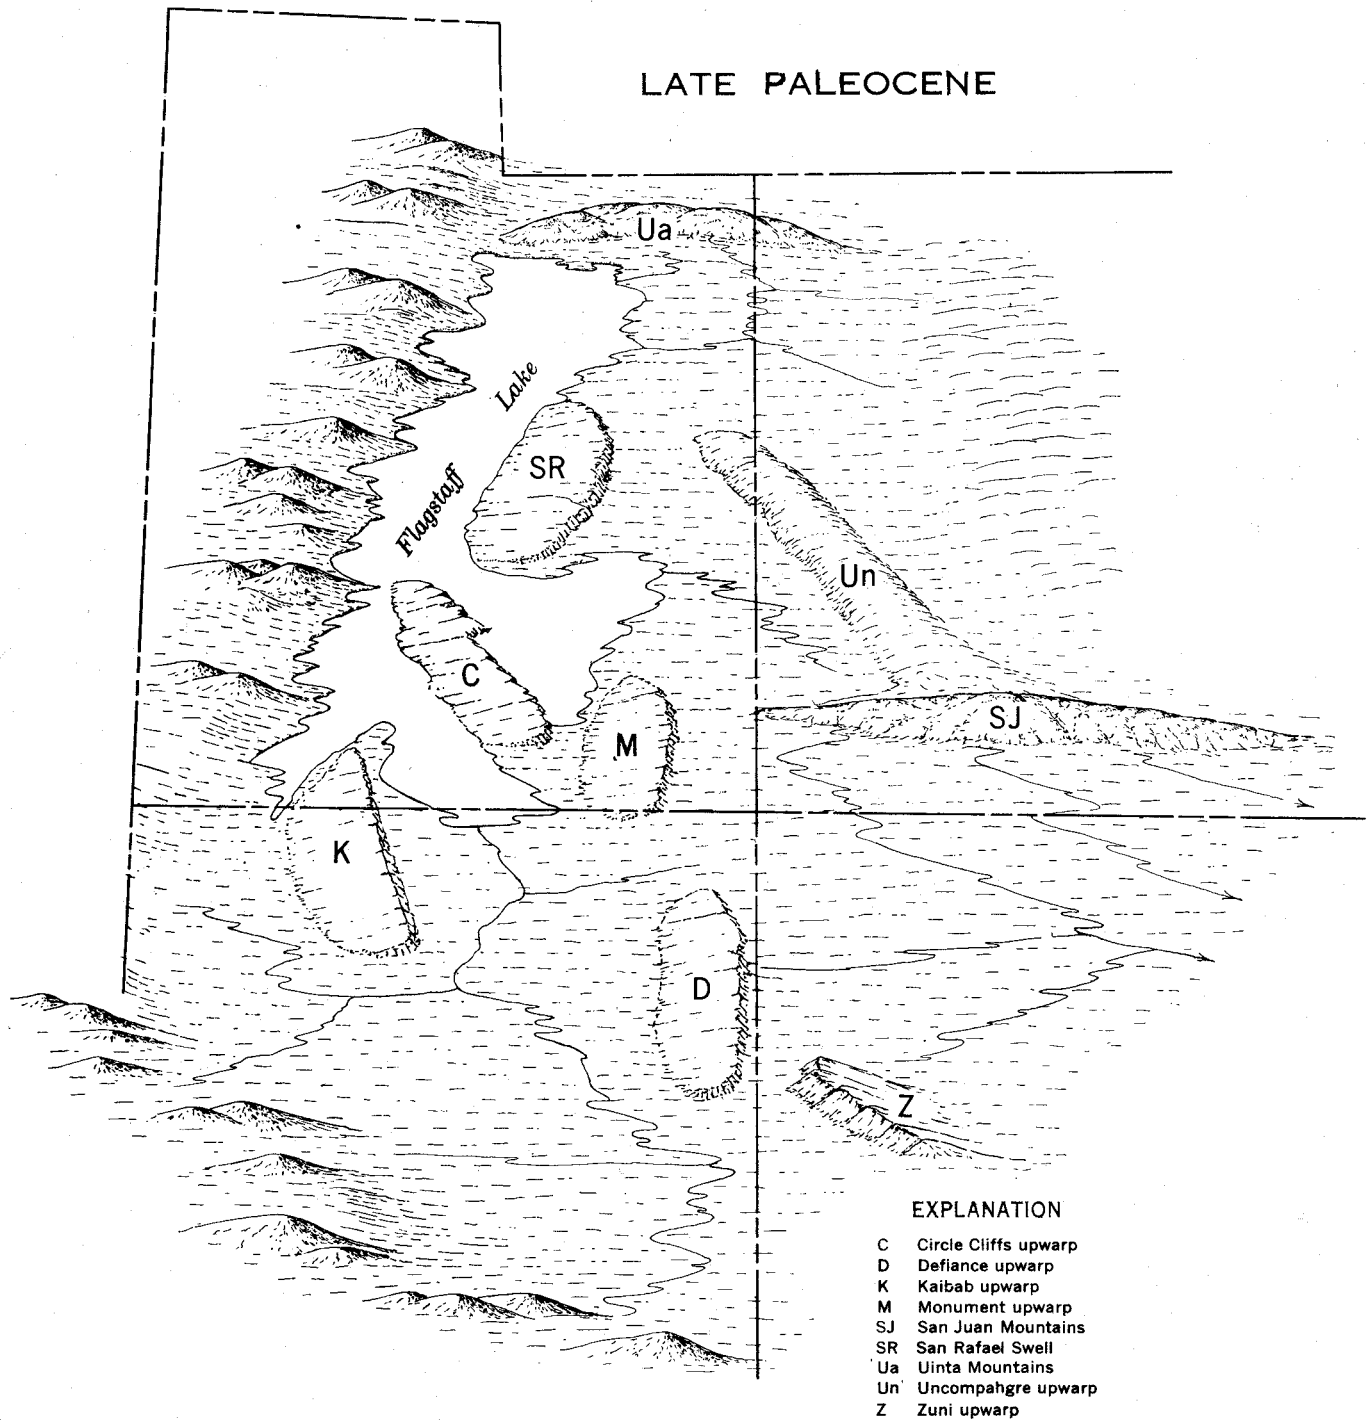 LATE PALEOCENE
Ua
Lake
SR
Flagstaff
Un
C
SJ
M
K
D
Z
EXPLANATION
C Circle Cliffs upwarp
D Defiance upwarp
K Kaibab upwarp
M Monument upwarp
SJ San Juan Mountains
SR San Rafael Swell
Ua Uinta Mountains
Un Uncompahgre upwarp
Z Zuni upwarp